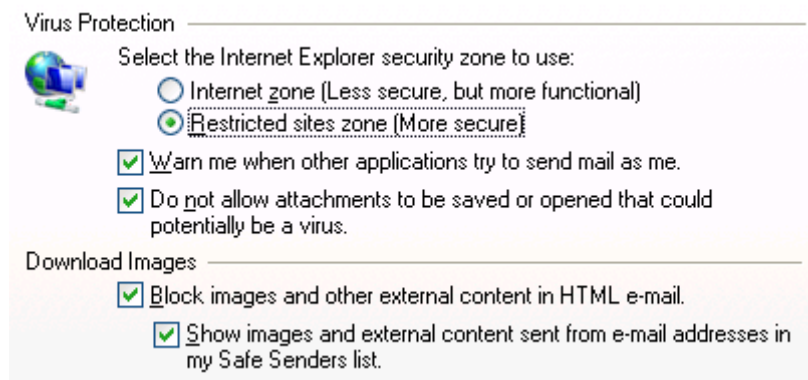 Virus Protection
Select the Internet Explorer security zone to use:
Internet zone (Less secure, but more functional)
Restricted sites zone (More secure)
Warn me when other applications try to send mail as me.
Do not allow attachments to be saved or opened that could
potentially be a virus.
Download Images
Block images and other external content in HTML e-mail.
Show images and external content sent from e-mail addresses in
my Safe Senders list.